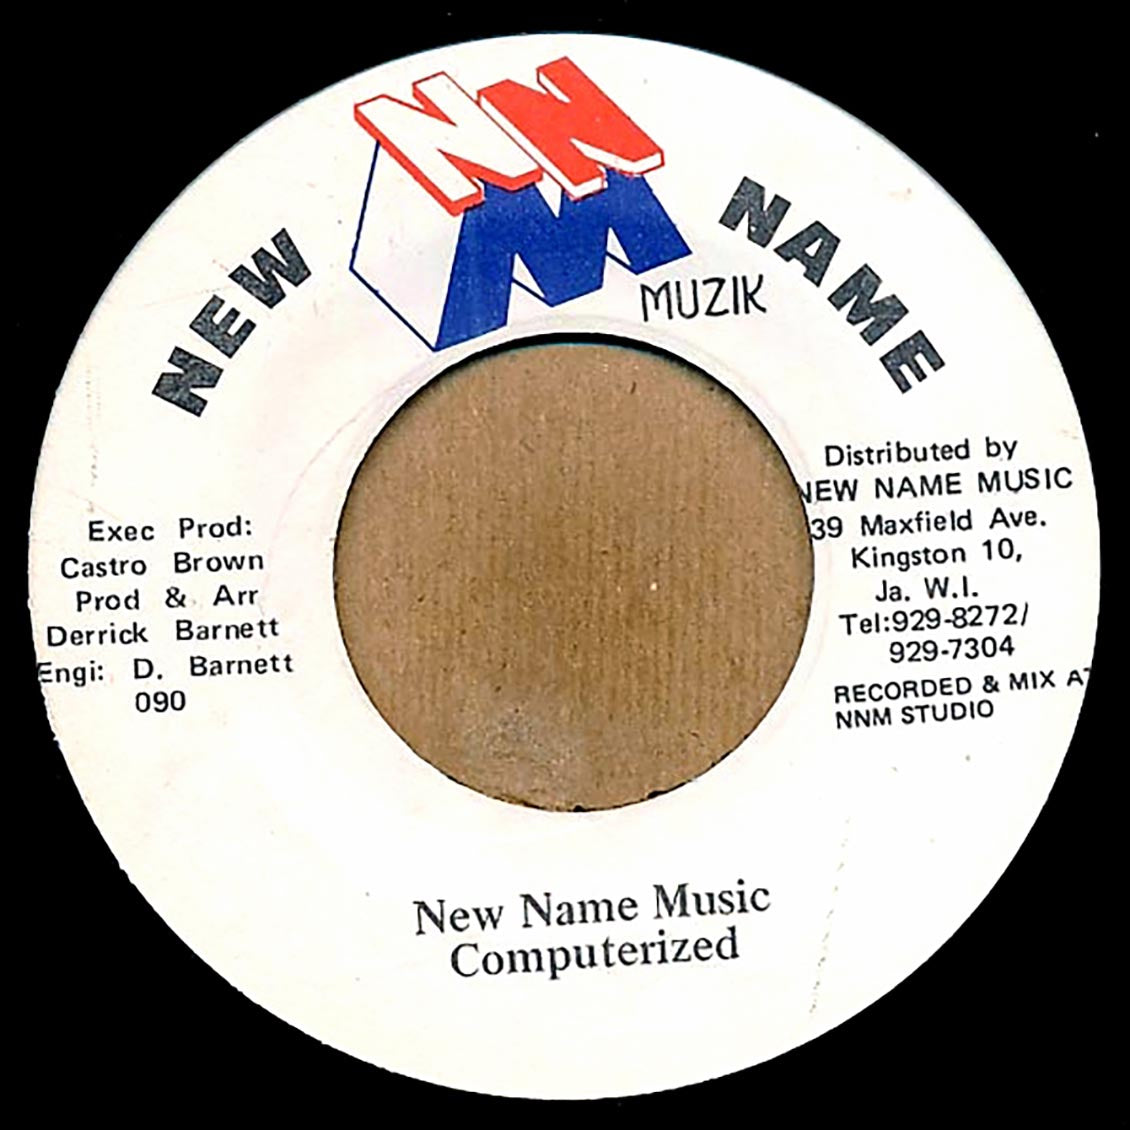 NEW
NNM
MUZIK
NAME
Exec Prod:
Castro Brown
Prod & Arr
Derrick Barnett
Engi: D. Barnett
090
Distributed by
NEW NAME MUSIC
39 Maxfield Ave.
Kingston 10,
Ja. W.I.
Tel:929-8272/
929-7304
RECORDED & MIX AT
NNM STUDIO
New Name Music
Computerized